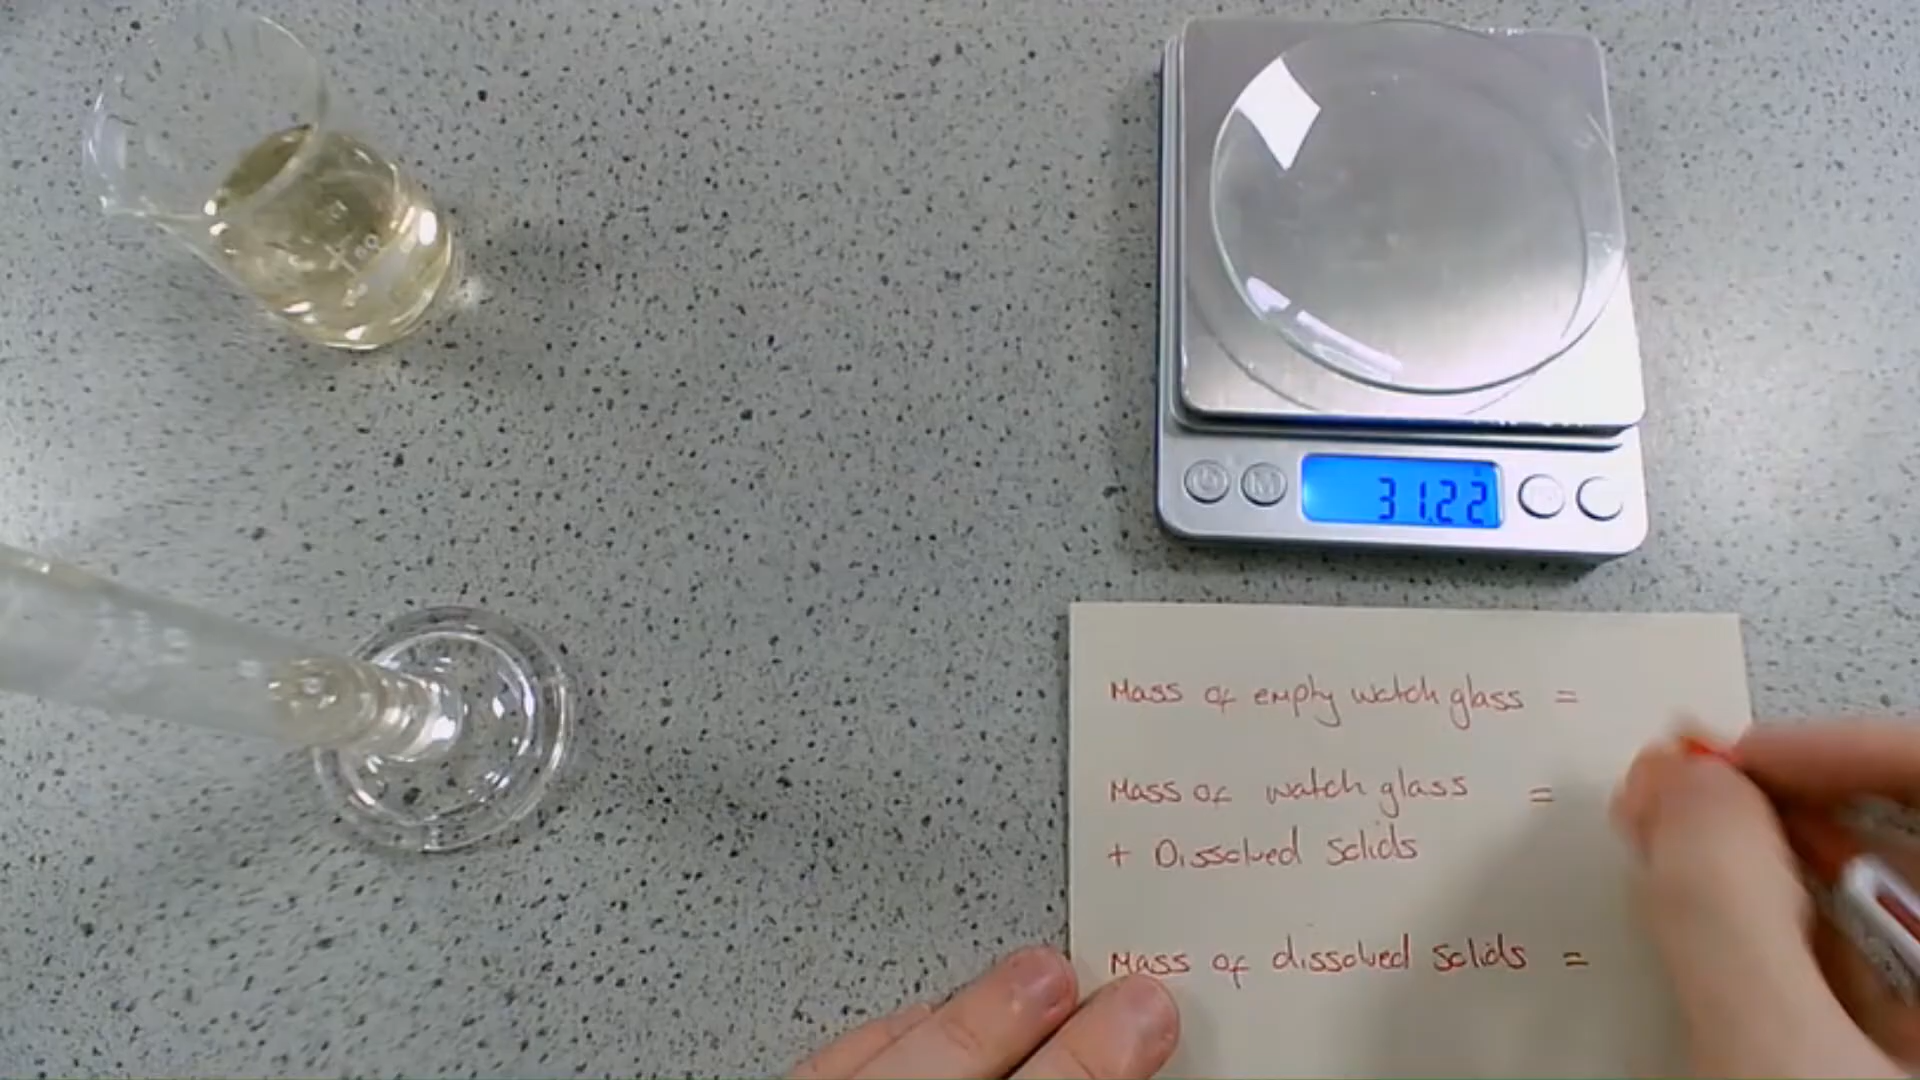 31.22
Mass of empty watch glass =
Mass of watch glass =
+ Dissolved solids
Mass of dissolved solids =